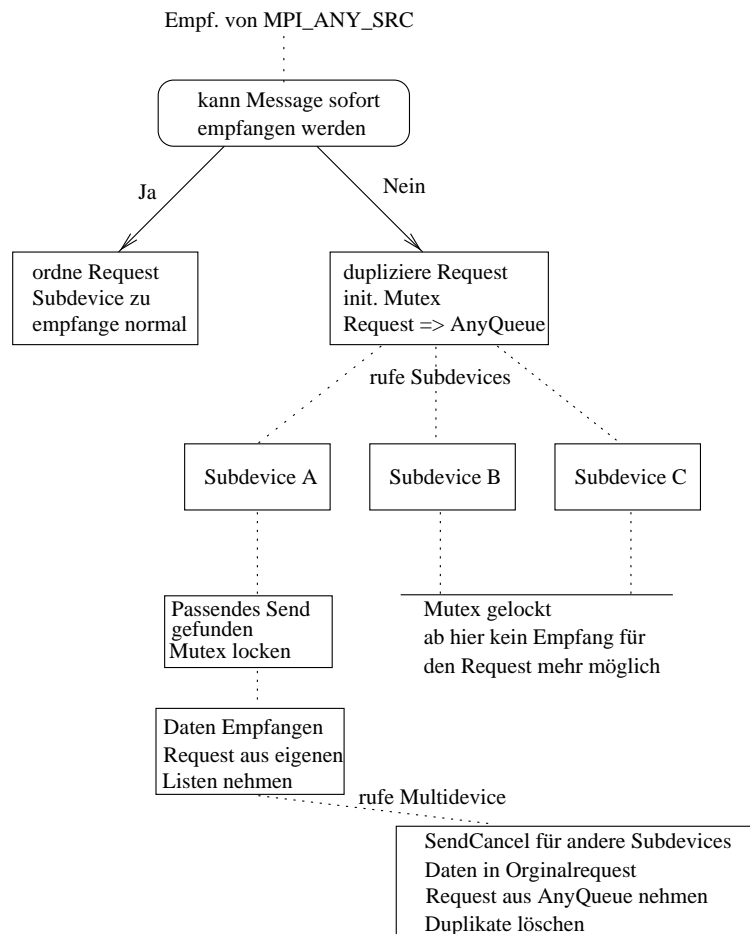 Empf. von MPI_ANY_SRC
kann Message sofort
empfangen werden
Ja
Nein
ordne Request
Subdevice zu
empfange normal
dupliziere Request
init. Mutex
Request => AnyQueue
rufe Subdevices
Subdevice A
Subdevice B
Subdevice C
Passendes Send
gefunden
Mutex locken
Mutex gelockt
ab hier kein Empfang für
den Request mehr möglich
Daten Empfangen
Request aus eigenen
Listen nehmen
rufe Multidevice
SendCancel für andere Subdevices
Daten in Orginalrequest
Request aus AnyQueue nehmen
Duplikate löschen